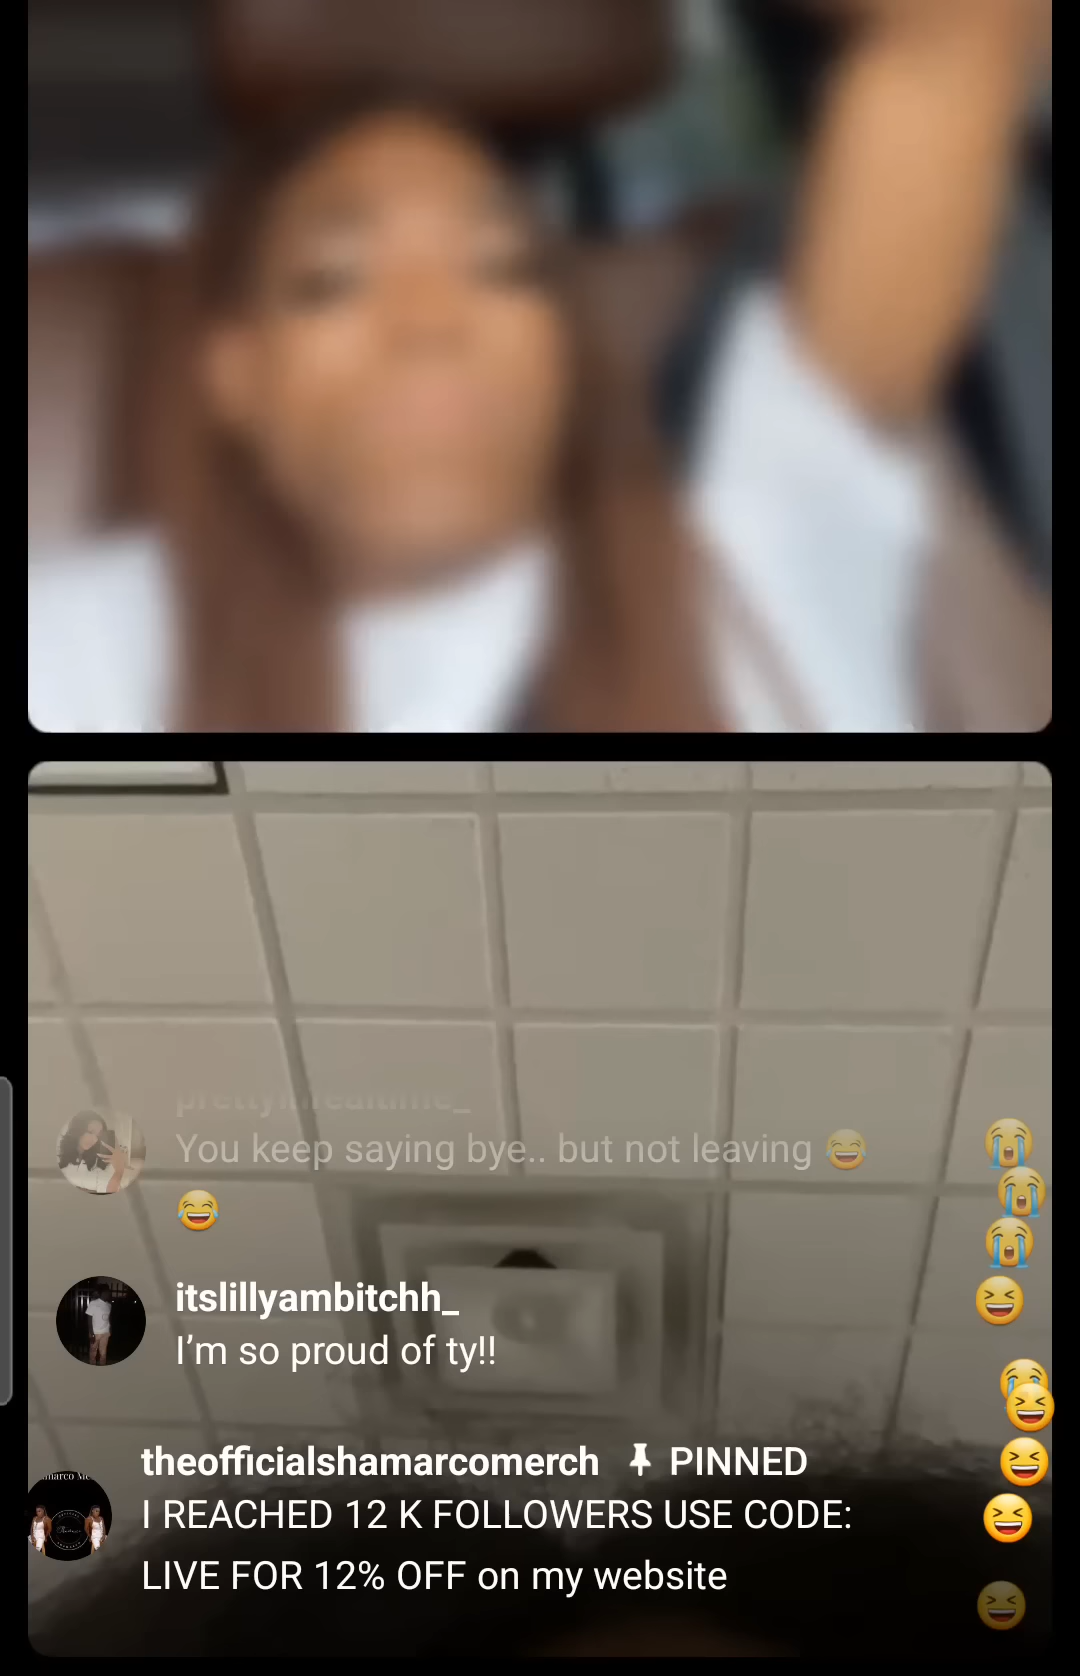 prettyinrealtime_
You keep saying bye.. but not leaving 😂
😂
itslillyambitchh_
I’m so proud of ty!!
theofficialshamarcomerch 📌 PINNED
I REACHED 12 K FOLLOWERS USE CODE:
LIVE FOR 12% OFF on my website